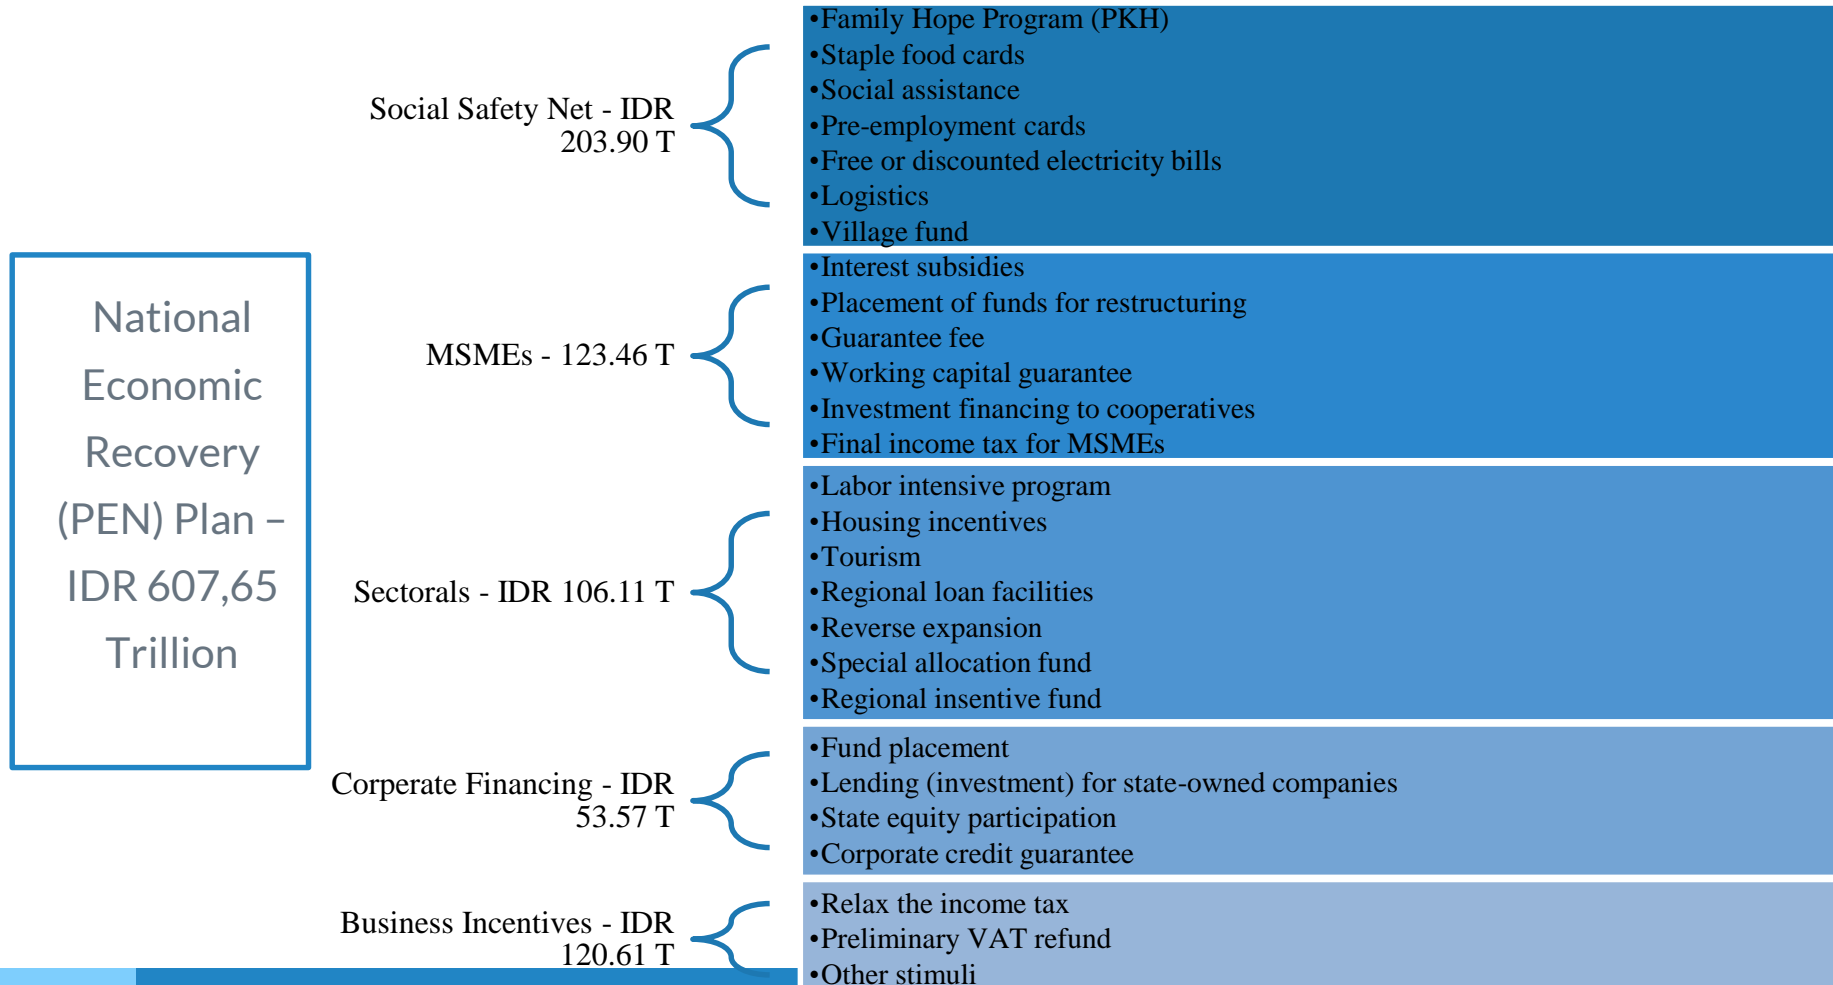 National
Economic
Recovery
(PEN) Plan –
IDR 607,65
Trillion
Social Safety Net - IDR
203.90 T
•Family Hope Program (PKH)
•Staple food cards
•Social assistance
•Pre-employment cards
•Free or discounted electricity bills
•Logistics
•Village fund
MSMEs - 123.46 T
•Interest subsidies
•Placement of funds for restructuring
•Guarantee fee
•Working capital guarantee
•Investment financing to cooperatives
•Final income tax for MSMEs
Sectorals - IDR 106.11 T
•Labor intensive program
•Housing incentives
•Tourism
•Regional loan facilities
•Reverse expansion
•Special allocation fund
•Regional insentive fund
Corperate Financing - IDR
53.57 T
•Fund placement
•Lending (investment) for state-owned companies
•State equity participation
•Corporate credit guarantee
Business Incentives - IDR
120.61 T
•Relax the income tax
•Preliminary VAT refund
•Other stimuli